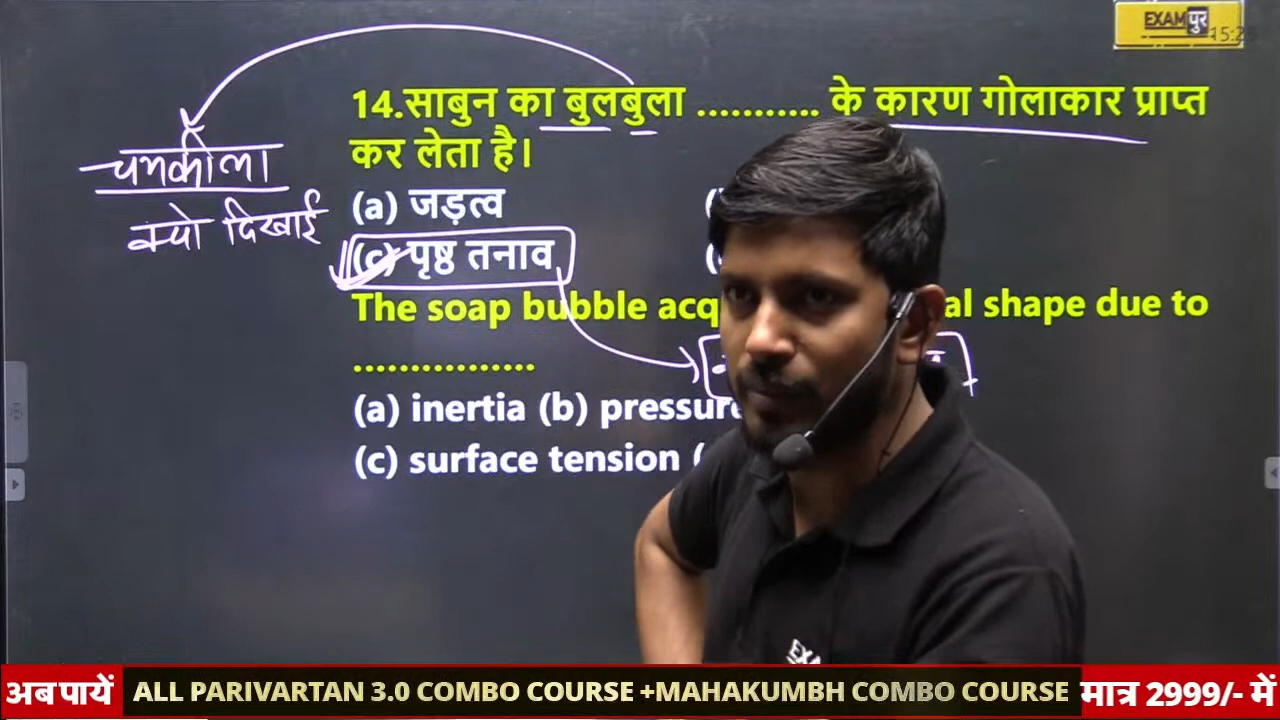 EXAM पुर
14.साबुन का बुलबुला ........... के कारण गोलाकार प्राप्त
कर लेता है।
चमकीला
क्यो दिखाई
(a) जड़त्व
(c) पृष्ठ तनाव
The soap bubble acq al shape due to
................
(a) inertia (b) pressure
(c) surface tension (
अब पायें ALL PARIVARTAN 3.0 COMBO COURSE +MAHAKUMBH COMBO COURSE मात्र 2999/- में